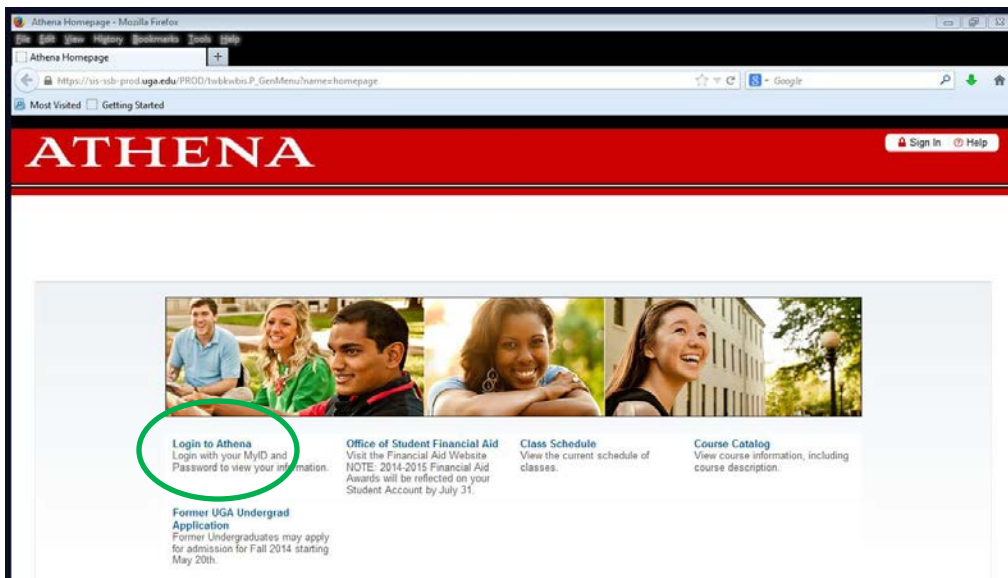 Athena Homepage - Mozilla Firefox
File Edit View History Bookmarks Tools Help
Athena Homepage +
https://sis-ssb-prod.uga.edu/PROD/twbkwbis.P_GenMenu?name=homepage
Google
Most Visited Getting Started
ATHENA
Sign In Help
Login to Athena
Login with your MyID and
Password to view your information.
Office of Student Financial Aid
Visit the Financial Aid Website
NOTE: 2014-2015 Financial Aid
Awards will be reflected on your
Student Account by July 31.
Class Schedule
View the current schedule of
classes.
Course Catalog
View course information, including
course description.
Former UGA Undergrad
Application
Former Undergraduates may apply
for admission for Fall 2014 starting
May 20th.